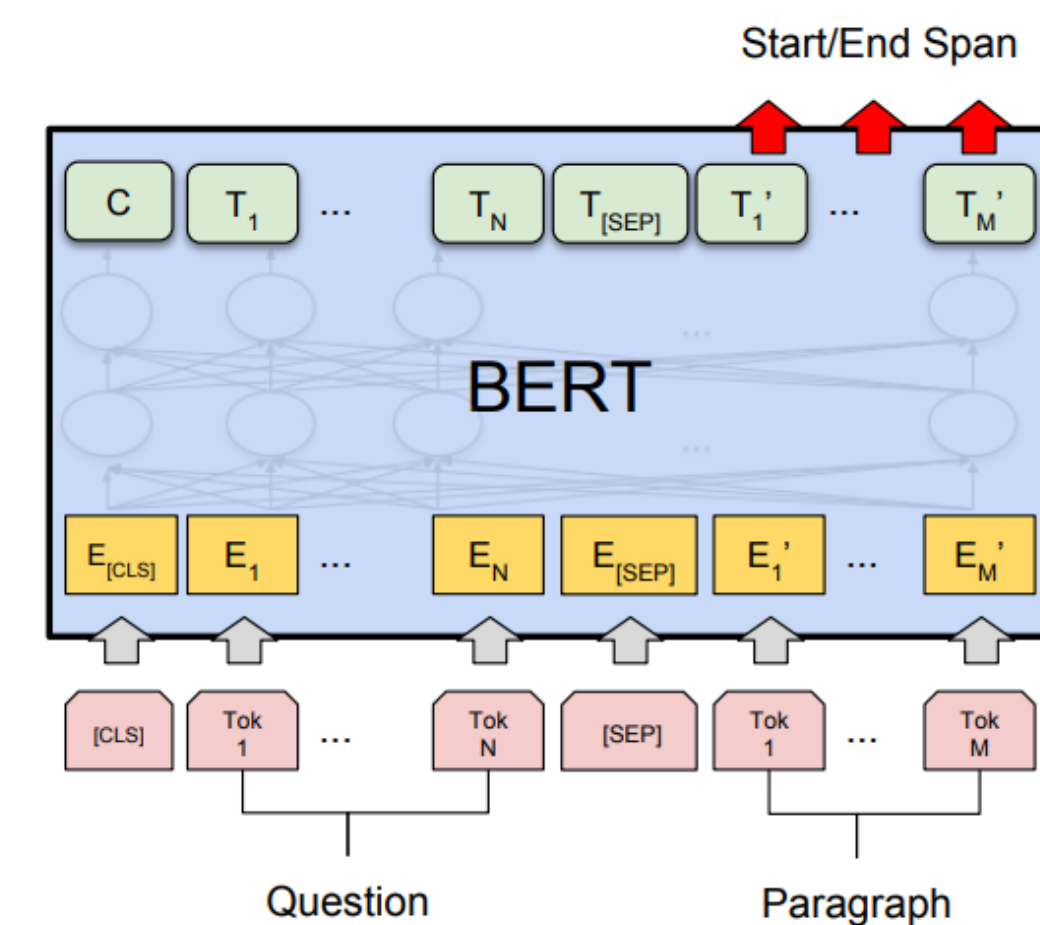 Start/End Span
C T1 ... TN T[SEP] T1' ... TM'
...
BERT
...
E[CLS] E1 ... EN E[SEP] E1' ... EM'
[CLS] Tok 1 ... Tok N [SEP] Tok 1 ... Tok M
Question Paragraph